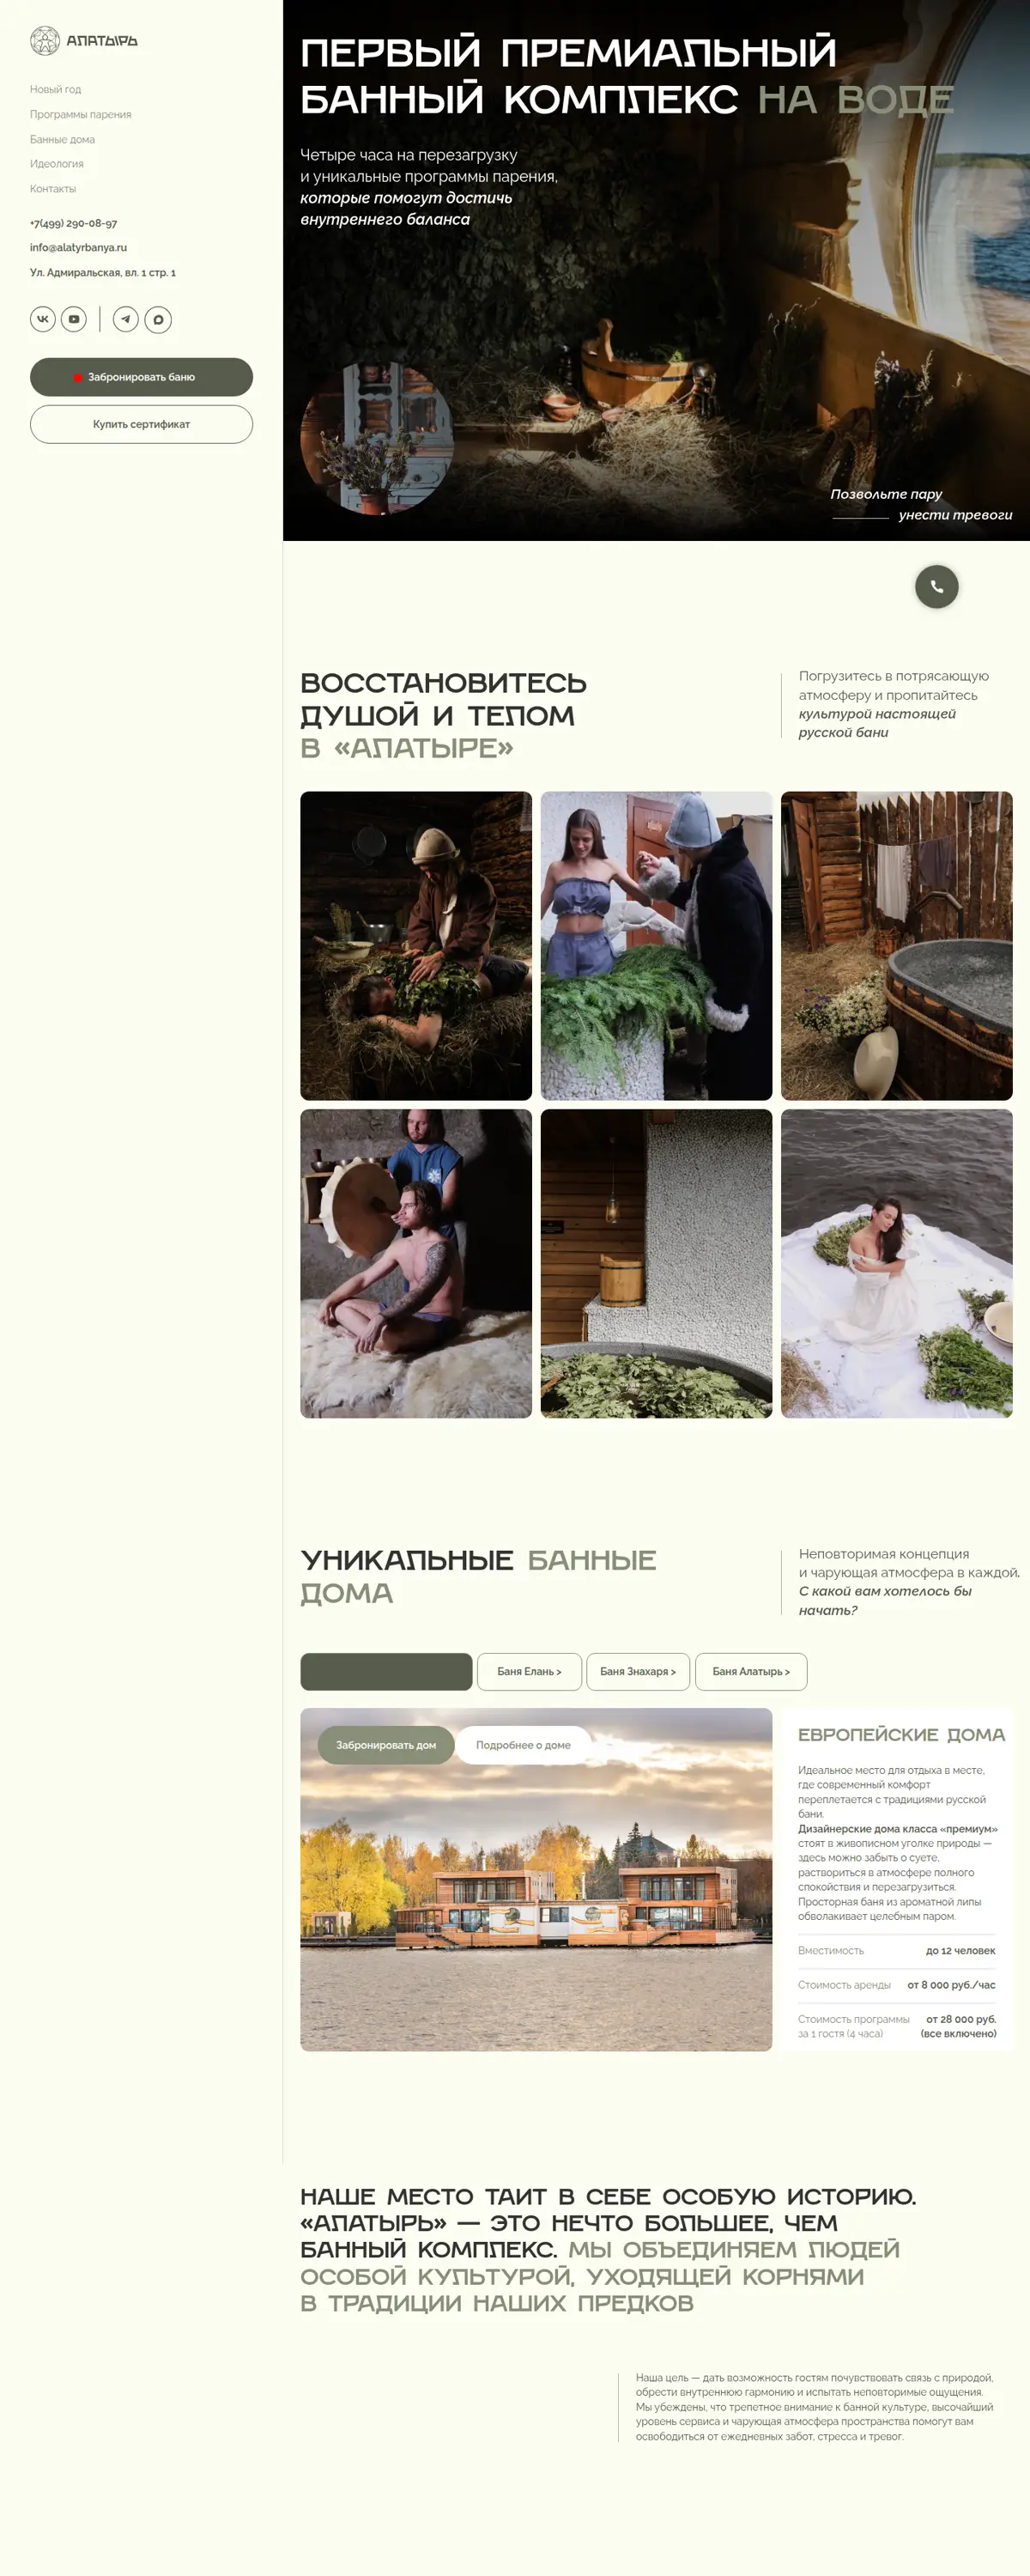 АЛАТЫРЬ
Новый год
Программы парения
Банные дома
Идеология
Контакты
+7(499) 290-08-97
info@alatyrbanya.ru
Ул. Адмиральская, вл. 1 стр. 1
Забронировать баню
Купить сертификат
ПЕРВЫЙ ПРЕМИАЛЬНЫЙ
БАННЫЙ КОМПЛЕКС НА ВОДЕ
Четыре часа на перезагрузку
и уникальные программы парения,
которые помогут достичь
внутреннего баланса
Позвольте пару
унести тревоги
ВОССТАНОВИТЕСЬ
ДУШОЙ И ТЕЛОМ
В «АЛАТЫРЕ»
Погрузитесь в потрясающую
атмосферу и пропитайтесь
культурой настоящей
русской бани
УНИКАЛЬНЫЕ БАННЫЕ
ДОМА
Неповторимая концепция
и чарующая атмосфера в каждой.
С какой вам хотелось бы
начать?
Баня Елань >
Баня Знахаря >
Баня Алатырь >
Забронировать дом
Подробнее о доме
ЕВРОПЕЙСКИЕ ДОМА
Идеальное место для отдыха в месте,
где современный комфорт
переплетается с традициями русской
бани.
Дизайнерские дома класса «премиум»
стоят в живописном уголке природы —
здесь можно забыть о суете,
раствориться в атмосфере полного
спокойствия и перезагрузиться.
Просторная баня из ароматной липы
обволакивает целебным паром.
Вместимость до 12 человек
Стоимость аренды от 8 000 руб./час
Стоимость программы от 28 000 руб.
за 1 гостя (4 часа) (все включено)
НАШЕ МЕСТО ТАИТ В СЕБЕ ОСОБУЮ ИСТОРИЮ.
«АЛАТЫРЬ» — ЭТО НЕЧТО БОЛЬШЕЕ, ЧЕМ
БАННЫЙ КОМПЛЕКС. МЫ ОБЪЕДИНЯЕМ ЛЮДЕЙ
ОСОБОЙ КУЛЬТУРОЙ, УХОДЯЩЕЙ КОРНЯМИ
В ТРАДИЦИИ НАШИХ ПРЕДКОВ
Наша цель — дать возможность гостям почувствовать связь с природой,
обрести внутреннюю гармонию и испытать неповторимые ощущения.
Мы убеждены, что трепетное внимание к банной культуре, высочайший
уровень сервиса и чарующая атмосфера пространства помогут вам
освободиться от ежедневных забот, стресса и тревог.